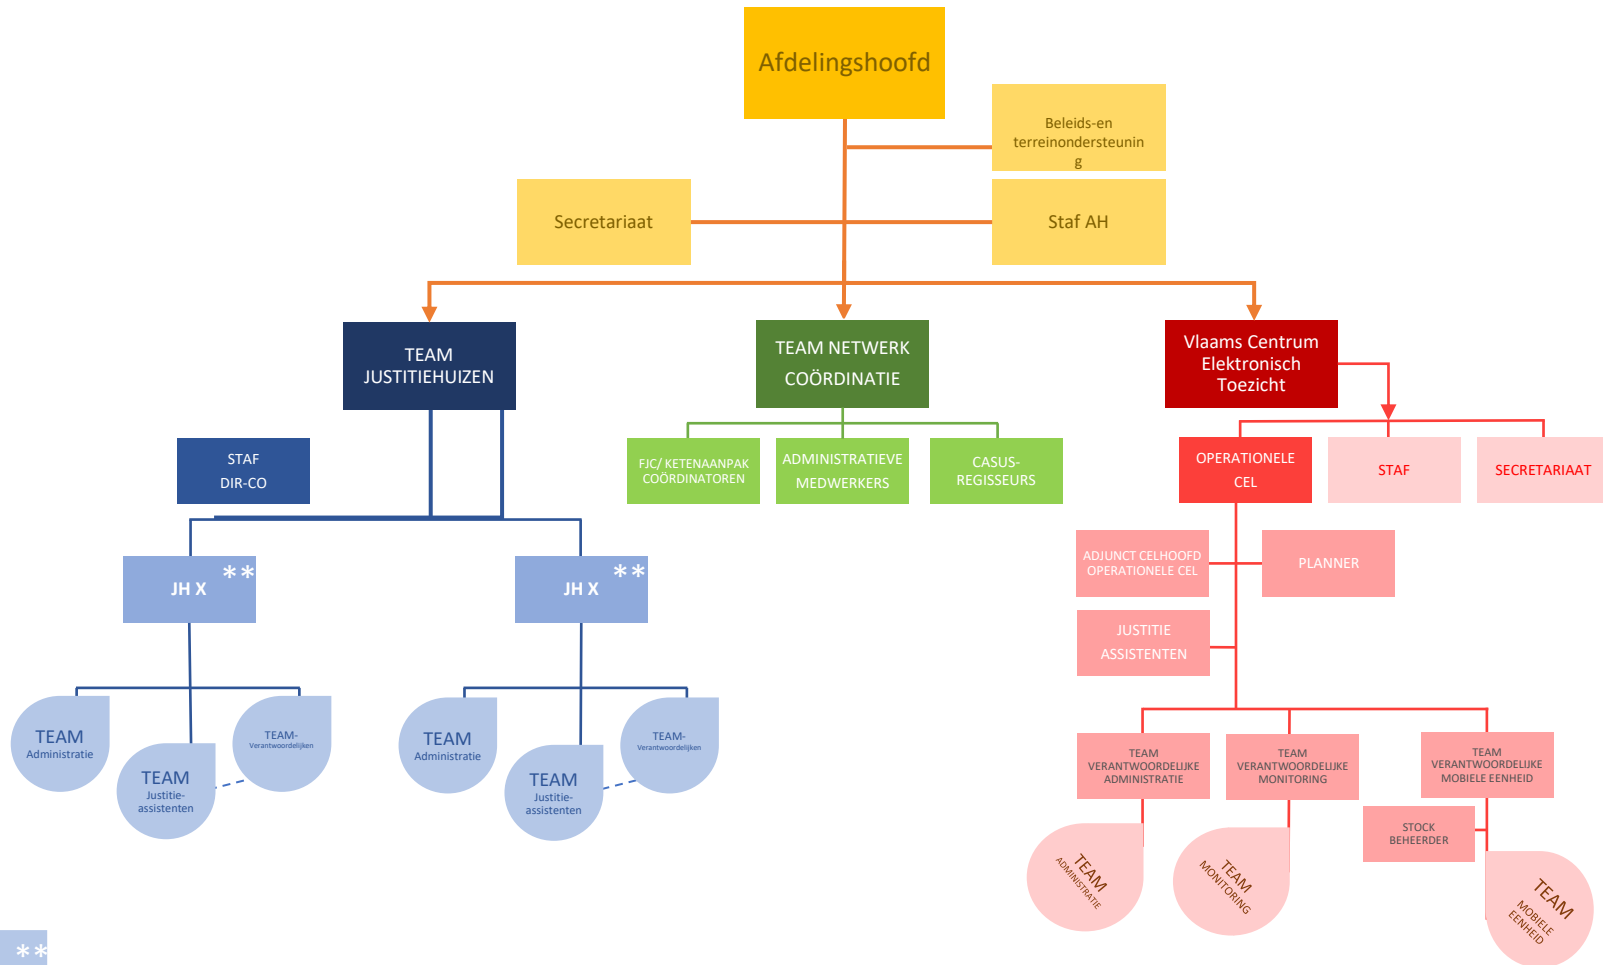 Afdelingshoofd
Beleids-en
terreinondersteunin
g
Secretariaat
Staf AH
TEAM
JUSTITIEHUIZEN
TEAM NETWERK
COÖRDINATIE
Vlaams Centrum
Elektronisch
Toezicht
STAF
DIR-CO
FJC/ KETENAANPAK
COÖRDINATOREN
ADMINISTRATIEVE
MEDWERKERS
CASUS-
REGISSEURS
OPERATIONELE
CEL
STAF
SECRETARIAAT
ADJUNCT CELHOOFD
OPERATIONELE CEL
PLANNER
JH X **
JH X **
JUSTITIE
ASSISTENTEN
TEAM
Administratie
TEAM
Justitie-
assistenten
TEAM-
Verantwoordelijken
TEAM
Administratie
TEAM
Justitie-
assistenten
TEAM-
Verantwoordelijken
TEAM
VERANTWOORDELIJKE
ADMINISTRATIE
TEAM
VERANTWOORDELIJKE
MONITORING
TEAM
VERANTWOORDELIJKE
MOBIELE EENHEID
STOCK
BEHEERDER
TEAM
ADMINISTRATIE
TEAM
MONITORING
TEAM
MOBIELE
EENHEID
**